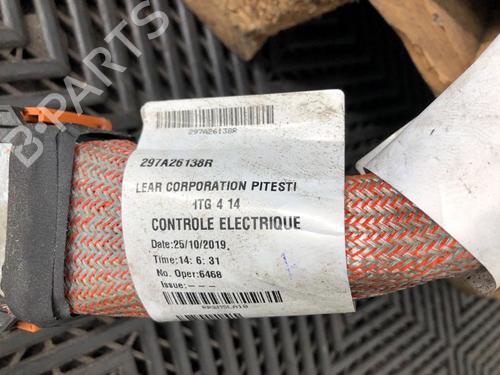 B-PARTS
297A26138R
297A26138R
LEAR CORPORATION PITESTI
1TG 4 14
CONTROLE ELECTRIQUE
Date:25/10/2019
Time:14: 6: 31
No. Oper:6468
Issue:- - -